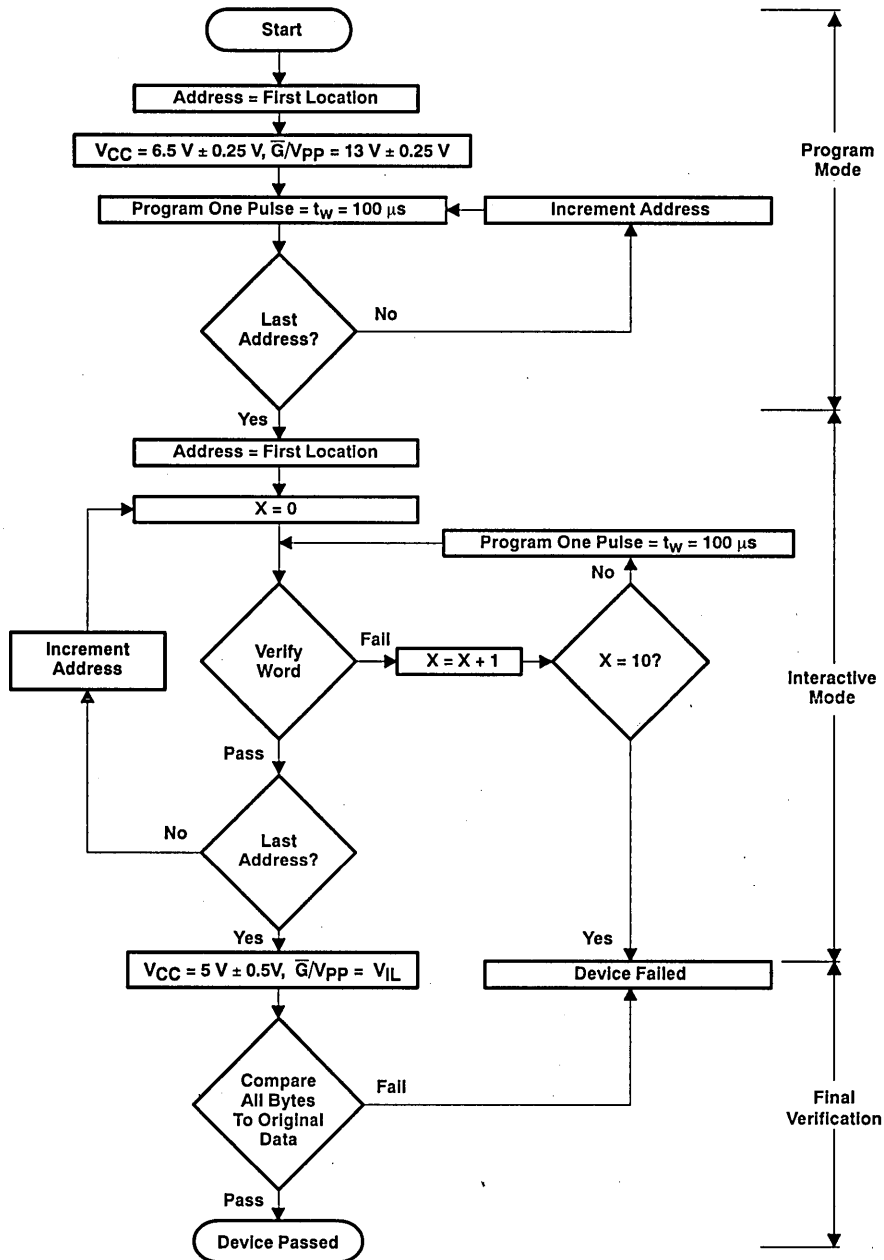 Start
Address = First Location
VCC = 6.5 V ± 0.25 V, G̅/VPP = 13 V ± 0.25 V
Program
Mode
Program One Pulse = tw = 100 µs
Increment Address
Last
Address?
No
Yes
Address = First Location
X = 0
Program One Pulse = tw = 100 µs
No
Increment
Address
Verify
Word
Fail
X = X + 1
X = 10?
Interactive
Mode
Pass
No
Last
Address?
Yes
Yes
VCC = 5 V ± 0.5V, G̅/VPP = VIL
Device Failed
Compare
All Bytes
To Original
Data
Fail
Final
Verification
Pass
Device Passed